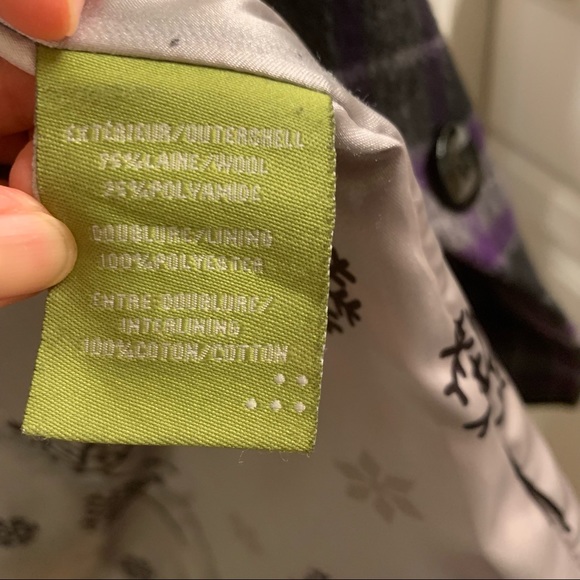 EXTÉRIEUR/OUTERSHELL
75%LAINE/WOOL
25%POLYAMIDE
DOUBLURE/LINING
100%POLYESTER
ENTRE DOUBLURE/
INTERLINING
100%COTON/COTTON